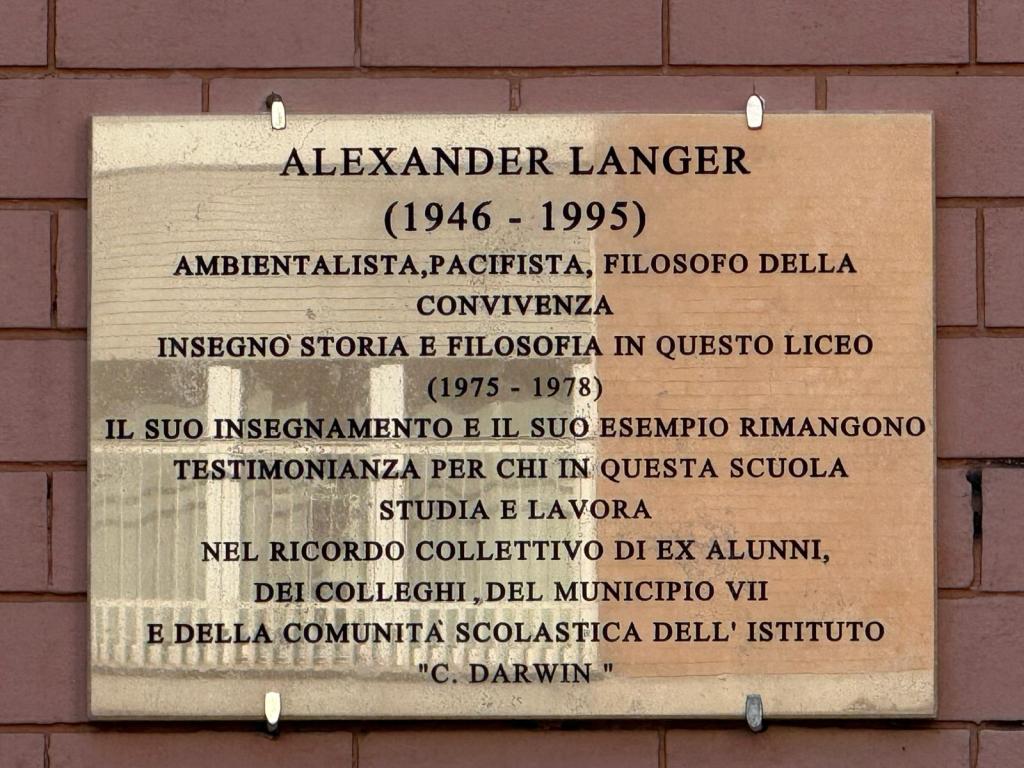 ALEXANDER LANGER
(1946 - 1995)
AMBIENTALISTA,PACIFISTA, FILOSOFO DELLA
CONVIVENZA
INSEGNO' STORIA E FILOSOFIA IN QUESTO LICEO
(1975 - 1978)
IL SUO INSEGNAMENTO E IL SUO ESEMPIO RIMANGONO
TESTIMONIANZA PER CHI IN QUESTA SCUOLA
STUDIA E LAVORA
NEL RICORDO COLLETTIVO DI EX ALUNNI,
DEI COLLEGHI ,DEL MUNICIPIO VII
E DELLA COMUNITA' SCOLASTICA DELL' ISTITUTO
"C. DARWIN "